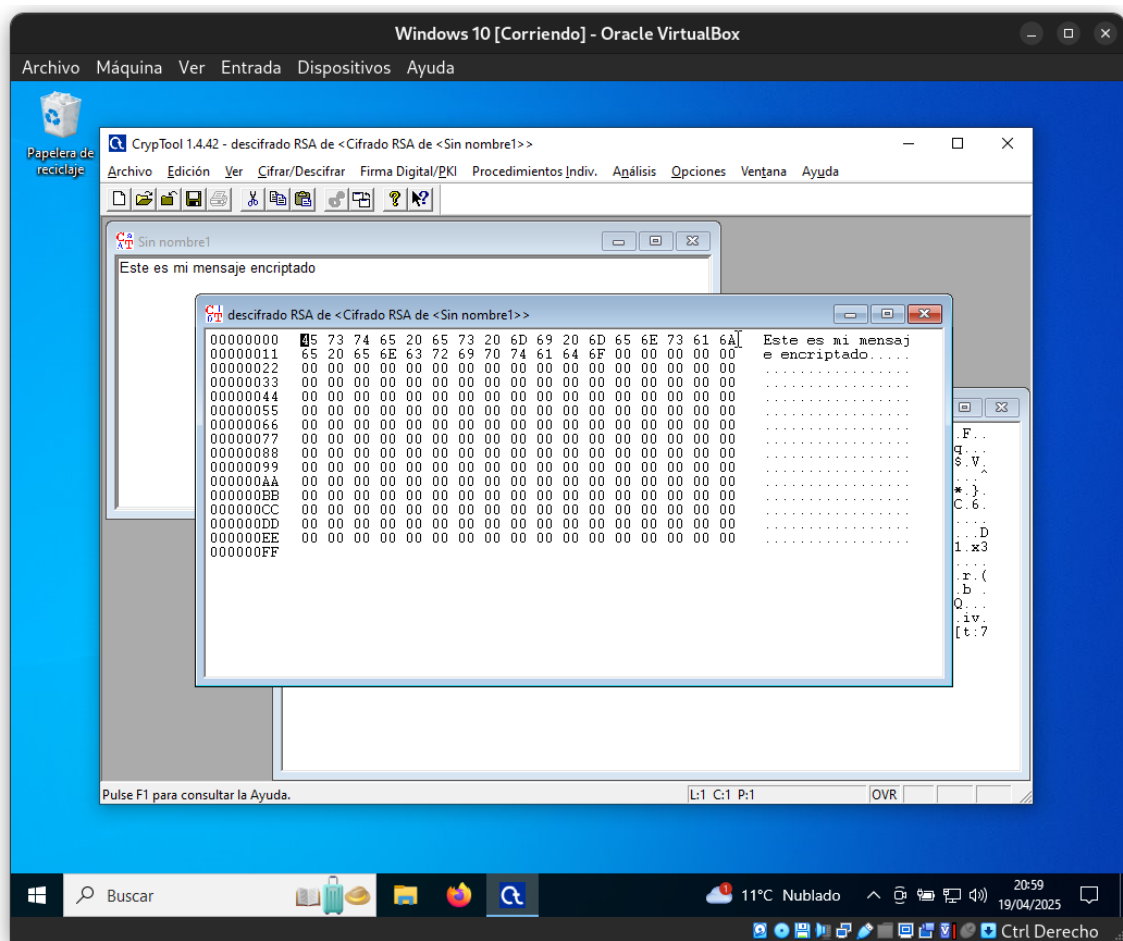 Windows 10 [Corriendo] - Oracle VirtualBox
Archivo Máquina Ver Entrada Dispositivos Ayuda
Papelera de
reciclaje
CrypTool 1.4.42 - descifrado RSA de <Cifrado RSA de <Sin nombre1>>
Archivo Edición Ver Cifrar/Descifrar Firma Digital/PKI Procedimientos Indiv. Análisis Opciones Ventana Ayuda
Sin nombre1
Este es mi mensaje encriptado
descifrado RSA de <Cifrado RSA de <Sin nombre1>>
00000000 45 73 74 65 20 65 73 20 6D 69 20 6D 65 6E 73 61 6A Este es mi mensaj
00000011 65 20 65 6E 63 72 69 70 74 61 64 6F 00 00 00 00 00 e encriptado.....
00000022 00 00 00 00 00 00 00 00 00 00 00 00 00 00 00 00 00 .................
00000033 00 00 00 00 00 00 00 00 00 00 00 00 00 00 00 00 00 .................
00000044 00 00 00 00 00 00 00 00 00 00 00 00 00 00 00 00 00 .................
00000055 00 00 00 00 00 00 00 00 00 00 00 00 00 00 00 00 00 .................
00000066 00 00 00 00 00 00 00 00 00 00 00 00 00 00 00 00 00 .................
00000077 00 00 00 00 00 00 00 00 00 00 00 00 00 00 00 00 00 .................
00000088 00 00 00 00 00 00 00 00 00 00 00 00 00 00 00 00 00 .................
00000099 00 00 00 00 00 00 00 00 00 00 00 00 00 00 00 00 00 .................
000000AA 00 00 00 00 00 00 00 00 00 00 00 00 00 00 00 00 00 .................
000000BB 00 00 00 00 00 00 00 00 00 00 00 00 00 00 00 00 00 .................
000000CC 00 00 00 00 00 00 00 00 00 00 00 00 00 00 00 00 00 .................
000000DD 00 00 00 00 00 00 00 00 00 00 00 00 00 00 00 00 00 .................
000000EE 00 00 00 00 00 00 00 00 00 00 00 00 00 00 00 00 00 .................
000000FF
.F..
q...
$.V.
...^
*.}.
C.6.
....
...D
1.x3
....
.r.(
.b .
Q...
.iv.
[t:7
Pulse F1 para consultar la Ayuda.
L:1 C:1 P:1
OVR
Buscar
11°C Nublado
20:59
19/04/2025
Ctrl Derecho